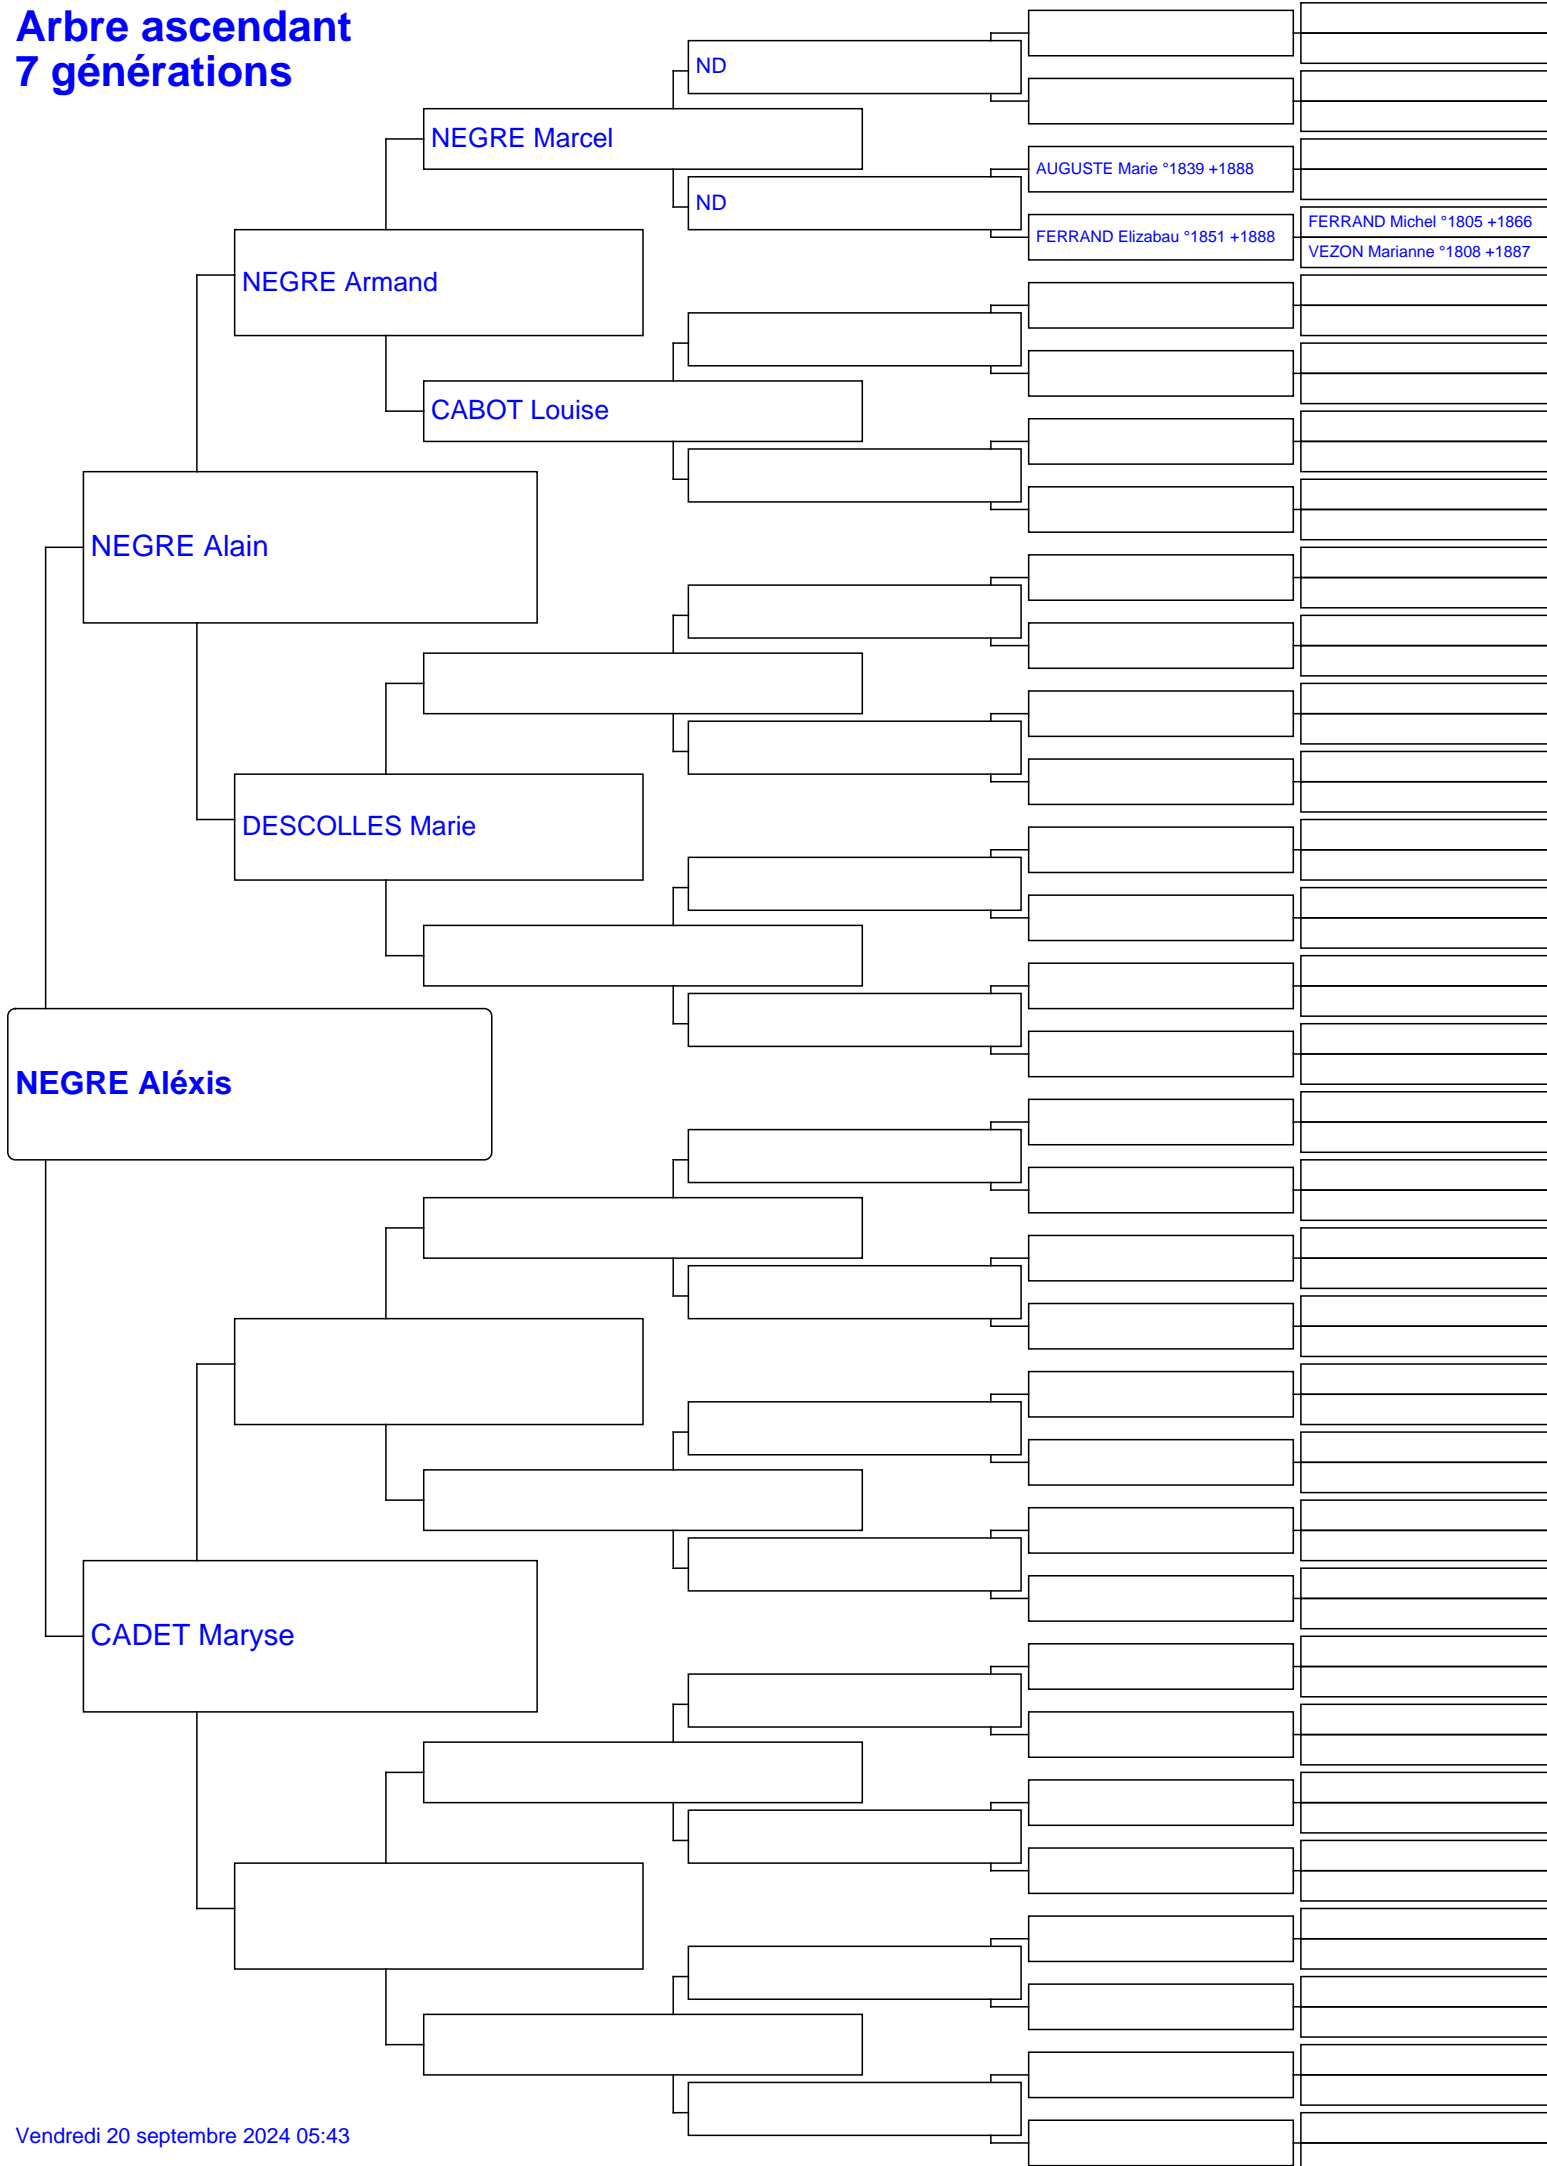 Arbre ascendant
7 générations
ND
NEGRE Marcel
AUGUSTE Marie °1839 +1888
ND
FERRAND Michel °1805 +1866
FERRAND Elizabau °1851 +1888
VEZON Marianne °1808 +1887
NEGRE Armand
CABOT Louise
NEGRE Alain
DESCOLLES Marie
NEGRE Aléxis
CADET Maryse
Vendredi 20 septembre 2024 05:43